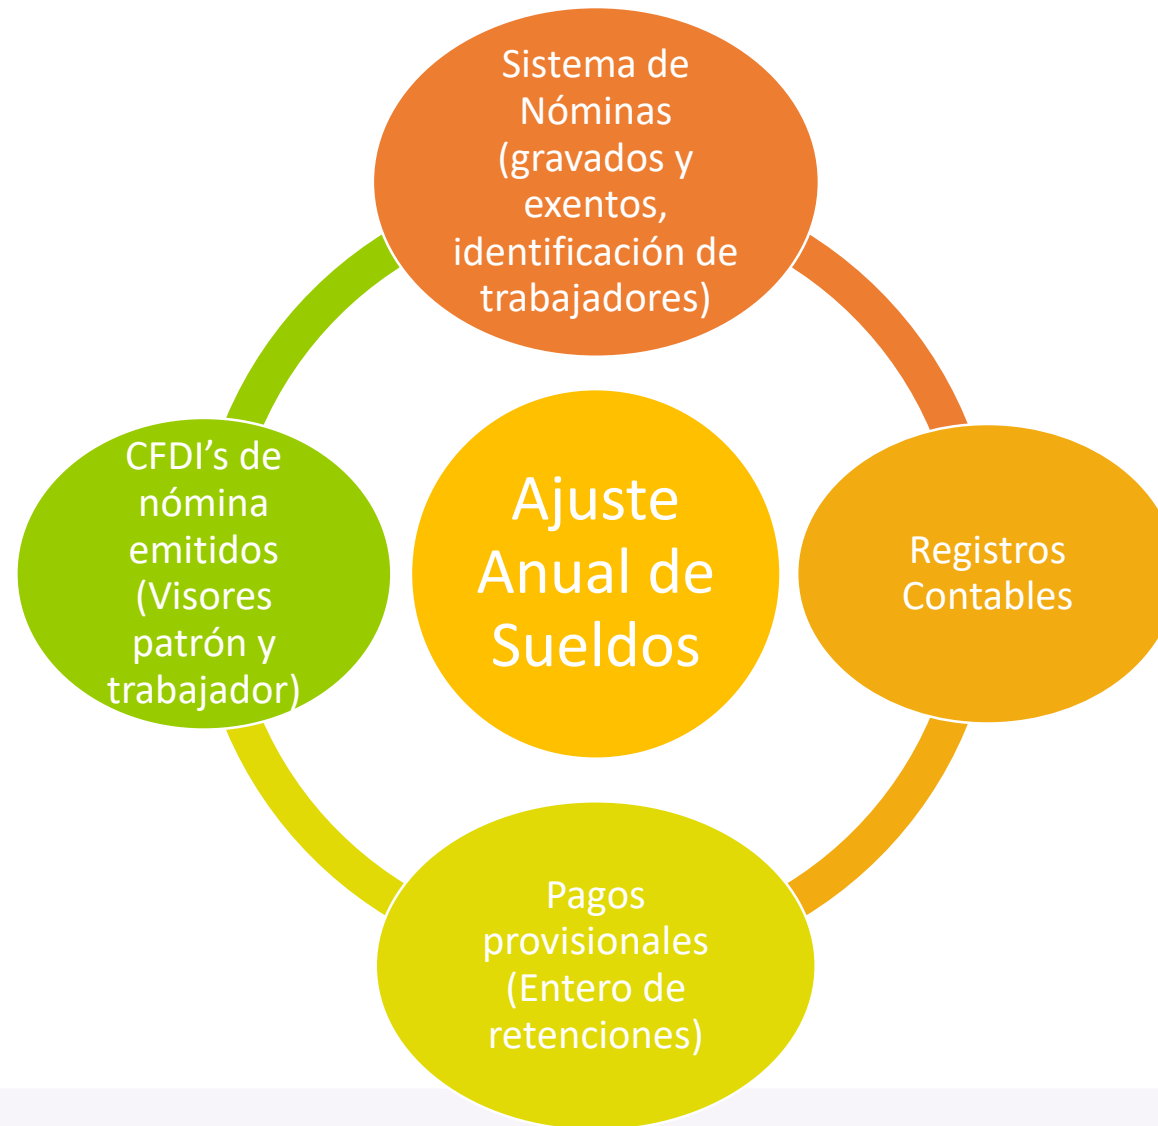 Sistema de
Nóminas
(gravados y
exentos,
identificación de
trabajadores)
CFDI’s de
nómina
emitidos
(Visores
patrón y
trabajador)
Ajuste
Anual de
Sueldos
Registros
Contables
Pagos
provisionales
(Entero de
retenciones)